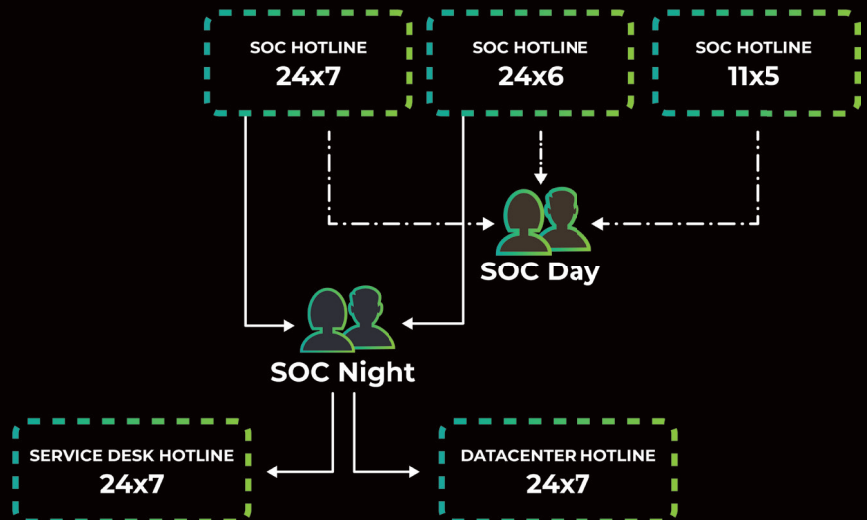 SOC HOTLINE
24x7
SOC HOTLINE
24x6
SOC HOTLINE
11x5
SOC Day
SOC Night
SERVICE DESK HOTLINE
24x7
DATACENTER HOTLINE
24x7